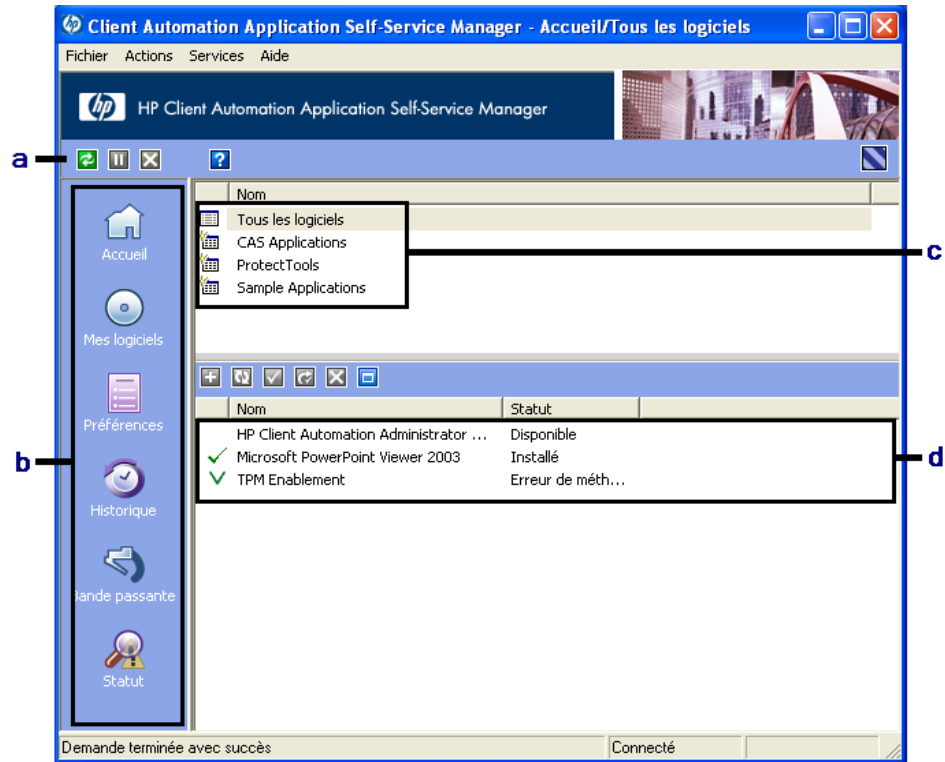 Client Automation Application Self-Service Manager - Accueil/Tous les logiciels
Fichier Actions Services Aide
hp HP Client Automation Application Self-Service Manager
a
?
Nom
Tous les logiciels
CAS Applications
ProtectTools
Sample Applications
c
Accueil
Mes logiciels
Préférences
Historique
Bande passante
Statut
b
Nom Statut
HP Client Automation Administrator ... Disponible
Microsoft PowerPoint Viewer 2003 Installé
TPM Enablement Erreur de méth...
d
Demande terminée avec succès Connecté